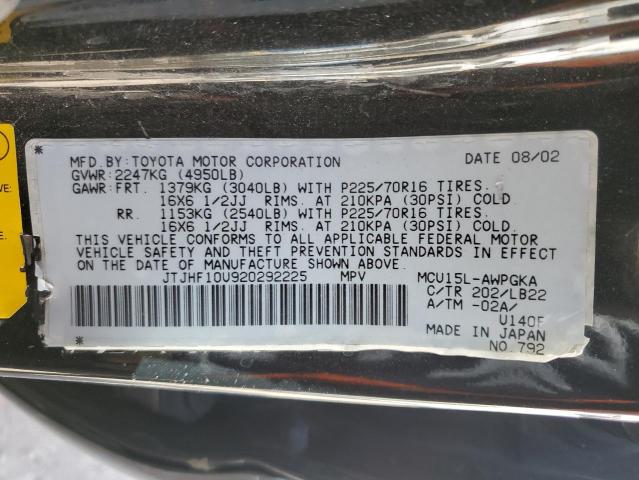 MFD.BY:TOYOTA MOTOR CORPORATION DATE 08/02
GVWR:2247KG (4950LB)
GAWR:FRT. 1379KG (3040LB) WITH P225/70R16 TIRES.
16X6 1/2JJ RIMS. AT 210KPA (30PSI) COLD.
RR. 1153KG (2540LB) WITH P225/70R16 TIRES.
16X6 1/2JJ RIMS. AT 210KPA (30PSI) COLD.
THIS VEHICLE CONFORMS TO ALL APPLICABLE FEDERAL MOTOR
VEHICLE SAFETY AND THEFT PREVENTION STANDARDS IN EFFECT
ON THE DATE OF MANUFACTURE SHOWN ABOVE.
JTJHF10U920292225 MPV MCU15L-AWPGKA
C/TR 202/LB22
A/TM -02A/
U140F
MADE IN JAPAN
NO.792